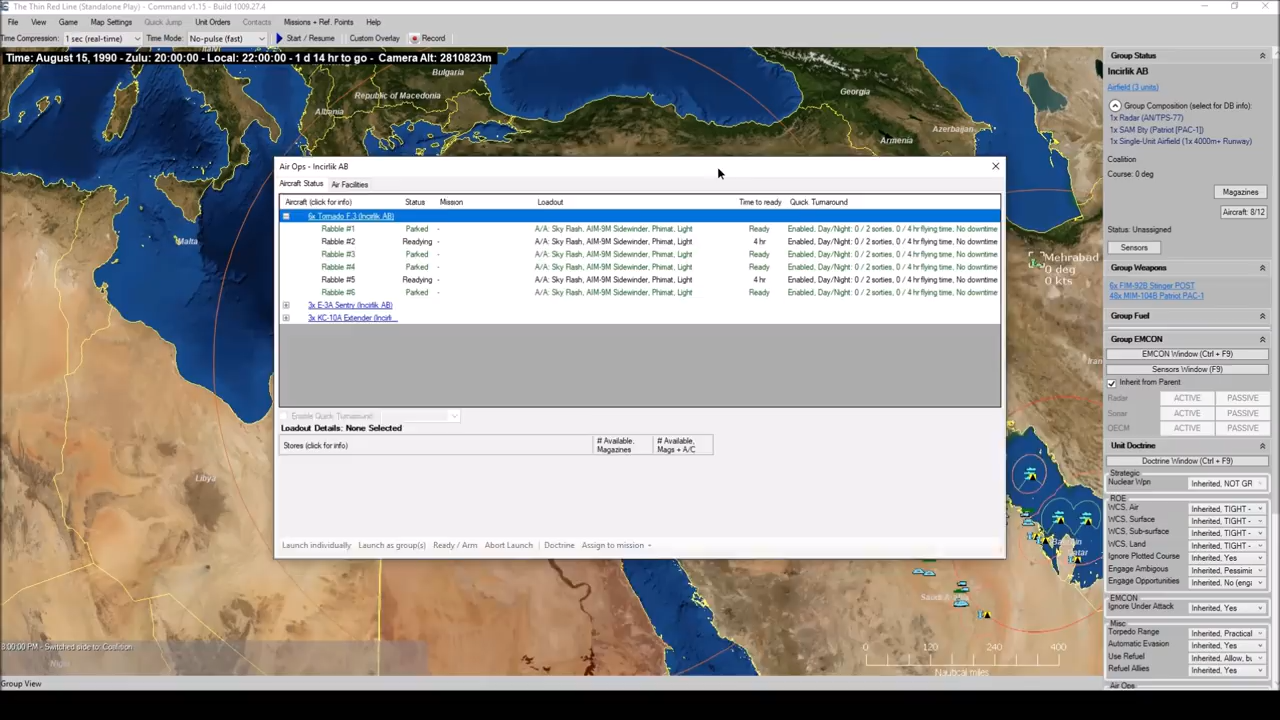 The Thin Red Line (Standalone Play) - Command v1.15 - Build 1009.27.4
File View Game Map Settings Quick Jump Unit Orders Contacts Missions + Ref. Points Help
Time Compression: 1 sec (real-time) Time Mode: No-pulse (fast) Start / Resume Custom Overlay Record
Time: August 15, 1990 - Zulu: 20:00:00 - Local: 22:00:00 - 1 d 14 hr to go - Camera Alt: 2810823m
Bulgaria
Republic of Macedonia
Albania
Georgia
Armenia
Azerbaijan
Malta
Libya
Mehrabad
0 deg
0 kts
Iran
Bahrain
Qatar
Air Ops - Incirlik AB
Aircraft Status Air Facilities
Aircraft (click for info) Status Mission Loadout Time to ready Quick Turnaround
6x Tornado F.3 (Incirlik AB)
Rabble #1 Parked - A/A: Sky Flash, AIM-9M Sidewinder, Phimat, Light Ready Enabled, Day/Night: 0 / 2 sorties, 0 / 4 hr flying time, No downtime
Rabble #2 Readying - A/A: Sky Flash, AIM-9M Sidewinder, Phimat, Light 4 hr Enabled, Day/Night: 0 / 2 sorties, 0 / 4 hr flying time, No downtime
Rabble #3 Parked - A/A: Sky Flash, AIM-9M Sidewinder, Phimat, Light Ready Enabled, Day/Night: 0 / 2 sorties, 0 / 4 hr flying time, No downtime
Rabble #4 Parked - A/A: Sky Flash, AIM-9M Sidewinder, Phimat, Light Ready Enabled, Day/Night: 0 / 2 sorties, 0 / 4 hr flying time, No downtime
Rabble #5 Readying - A/A: Sky Flash, AIM-9M Sidewinder, Phimat, Light 4 hr Enabled, Day/Night: 0 / 2 sorties, 0 / 4 hr flying time, No downtime
Rabble #6 Parked - A/A: Sky Flash, AIM-9M Sidewinder, Phimat, Light Ready Enabled, Day/Night: 0 / 2 sorties, 0 / 4 hr flying time, No downtime
3x E-3A Sentry (Incirlik AB)
3x KC-10A Extender (Incirli...
Enable Quick Turnaround
Loadout Details: None Selected
Stores (click for info) # Available, Magazines # Available, Mags + A/C
Launch individually Launch as group(s) Ready / Arm Abort Launch Doctrine Assign to mission
8:00:00 PM - Switched side to: Coalition
0 120 240 400
Nautical miles
Group View
Group Status
Incirlik AB
Airfield (3 units)
Group Composition (select for DB info):
1x Radar (AN/TPS-77)
1x SAM Bty (Patriot [PAC-1])
1x Single-Unit Airfield (1x 4000m+ Runway)
Coalition
Course: 0 deg
Magazines
Aircraft: 8/12
Status: Unassigned
Sensors
Group Weapons
6x FIM-92B Stinger POST
48x MIM-104B Patriot PAC-1
Group Fuel
Group EMCON
EMCON Window (Ctrl + F9)
Sensors Window (F9)
Inherit from Parent
Radar ACTIVE PASSIVE
Sonar ACTIVE PASSIVE
OECM ACTIVE PASSIVE
Unit Doctrine
Doctrine Window (Ctrl + F9)
Strategic
Nuclear Wpn Inherited, NOT GR
ROE
WCS, Air Inherited, TIGHT -
WCS, Surface Inherited, TIGHT -
WCS, Sub-surface Inherited, TIGHT -
WCS, Land Inherited, TIGHT -
Ignore Plotted Course Inherited, Yes
Engage Ambiguous Inherited, Pessimis
Engage Opportunities Inherited, No (eng
EMCON
Ignore Under Attack Inherited, Yes
Misc
Torpedo Range Inherited, Practical
Automatic Evasion Inherited, Yes
Use Refuel Inherited, Allow, bu
Refuel Allies Inherited, Yes
Air Ops